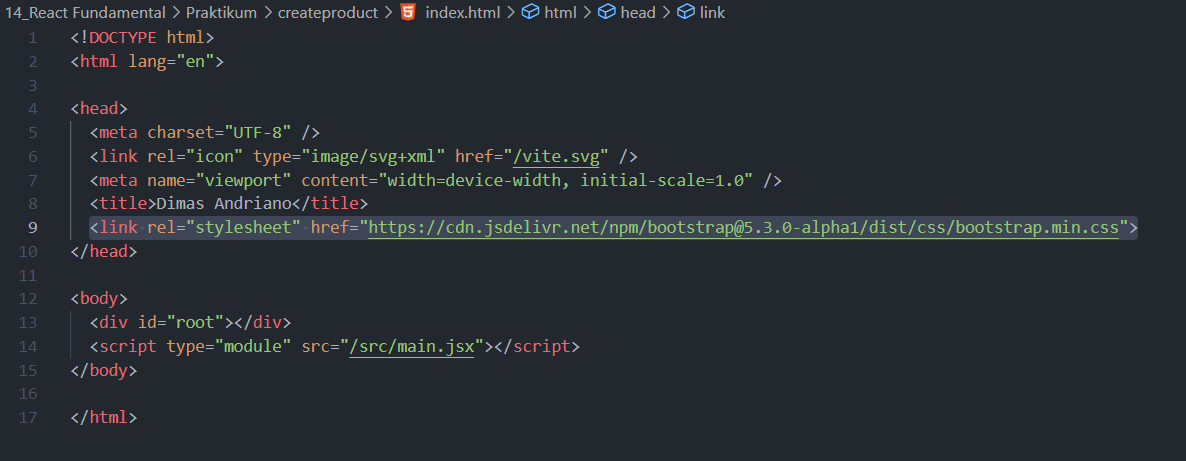 14_React Fundamental > Praktikum > createproduct > index.html > html > head > link
1 <!DOCTYPE html>
2 <html lang="en">
3
4 <head>
5 <meta charset="UTF-8" />
6 <link rel="icon" type="image/svg+xml" href="/vite.svg" />
7 <meta name="viewport" content="width=device-width, initial-scale=1.0" />
8 <title>Dimas Andriano</title>
9 <link rel="stylesheet" href="https://cdn.jsdelivr.net/npm/bootstrap@5.3.0-alpha1/dist/css/bootstrap.min.css">
10 </head>
11
12 <body>
13 <div id="root"></div>
14 <script type="module" src="/src/main.jsx"></script>
15 </body>
16
17 </html>